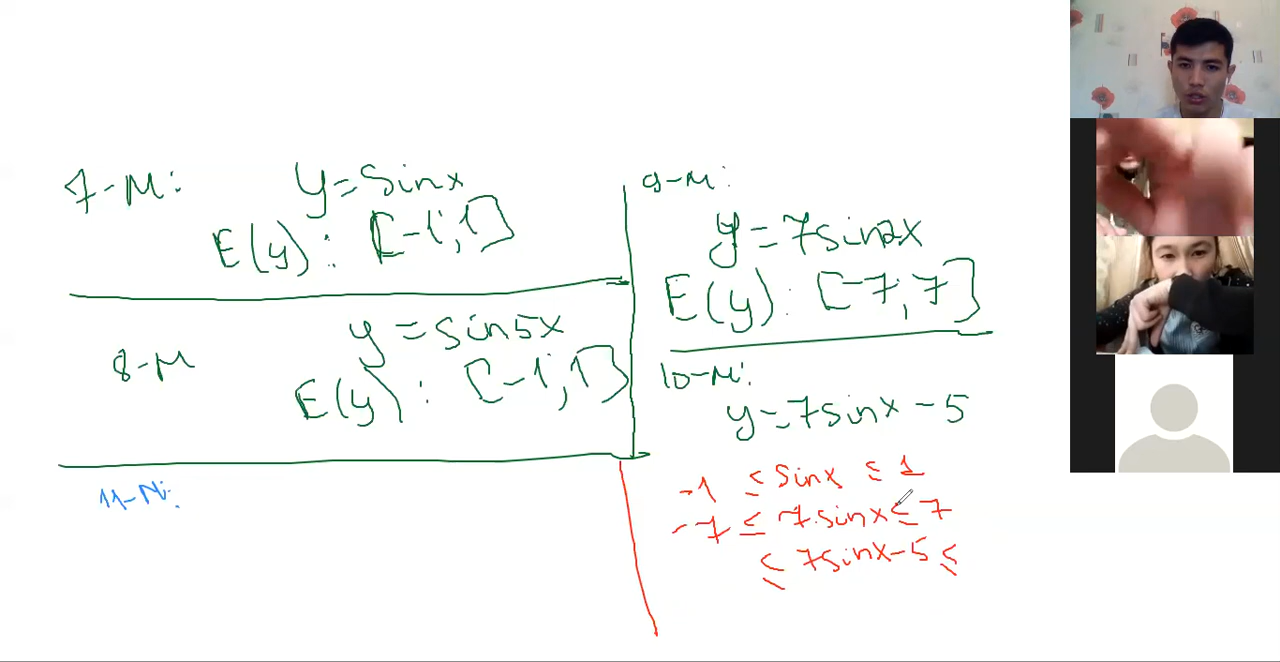 7-M:
y=sinx
E(y): [-1;1]
8-M
y=sin5x
E(y): [-1;1]
11-M:
9-M:
y=7sin2x
E(y): [-7;7]
10-M:
y=7sinx-5
-1 ≤ sinx ≤ 1
-7 ≤ 7·sinx ≤ 7
≤ 7sinx-5 ≤